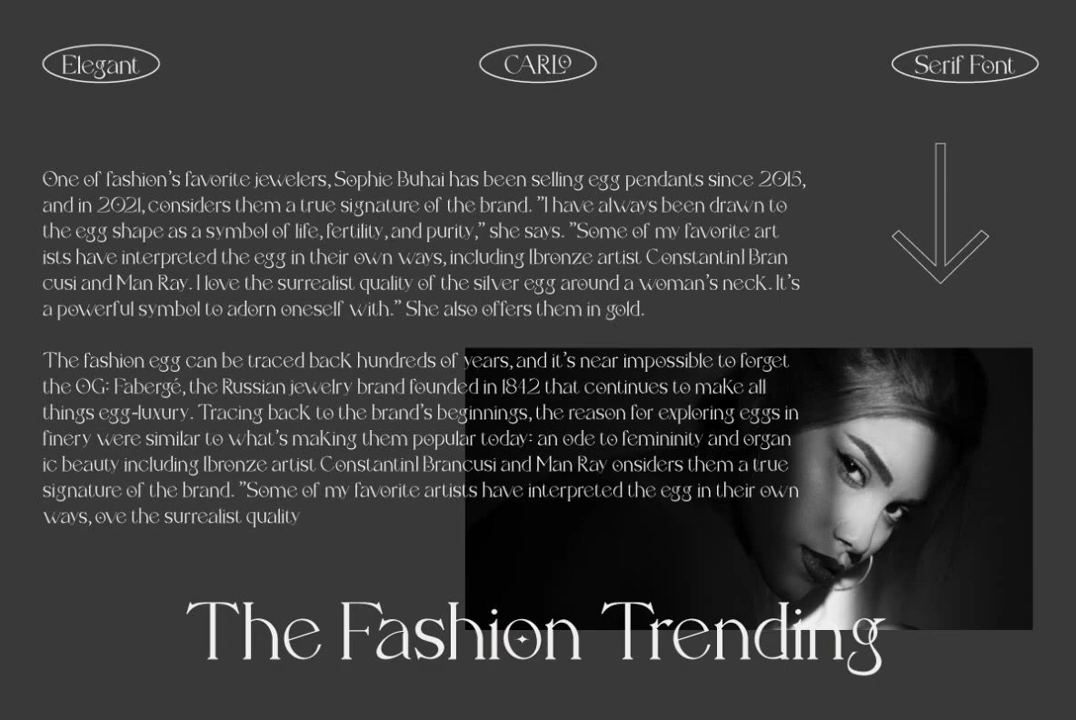 Elegant
CARLO
Serif Font
One of fashion's favorite jewelers, Sophie Buhai has been selling egg pendants since 2015,
and in 2021, considers them a true signature of the brand. "I have always been drawn to
the egg shape as a symbol of life, fertility, and purity," she says. "Some of my favorite art
ists have interpreted the egg in their own ways, including lbronze artist Constantinl Bran
cusi and Man Ray. I love the surrealist quality of the silver egg around a woman's neck. It's
a powerful symbol to adorn oneself with." She also offers them in gold.
The fashion egg can be traced back hundreds of years, and it's near impossible to forget
the OG: Fabergé, the Russian jewelry brand founded in 1842 that continues to make all
things egg-luxury. Tracing back to the brand's beginnings, the reason for exploring eggs in
finery were similar to what's making them popular today: an ode to femininity and organ
ic beauty including lbronze artist Constantinl Brancusi and Man Ray onsiders them a true
signature of the brand. "Some of my favorite artists have interpreted the egg in their own
ways, ove the surrealist quality
The Fashion Trending